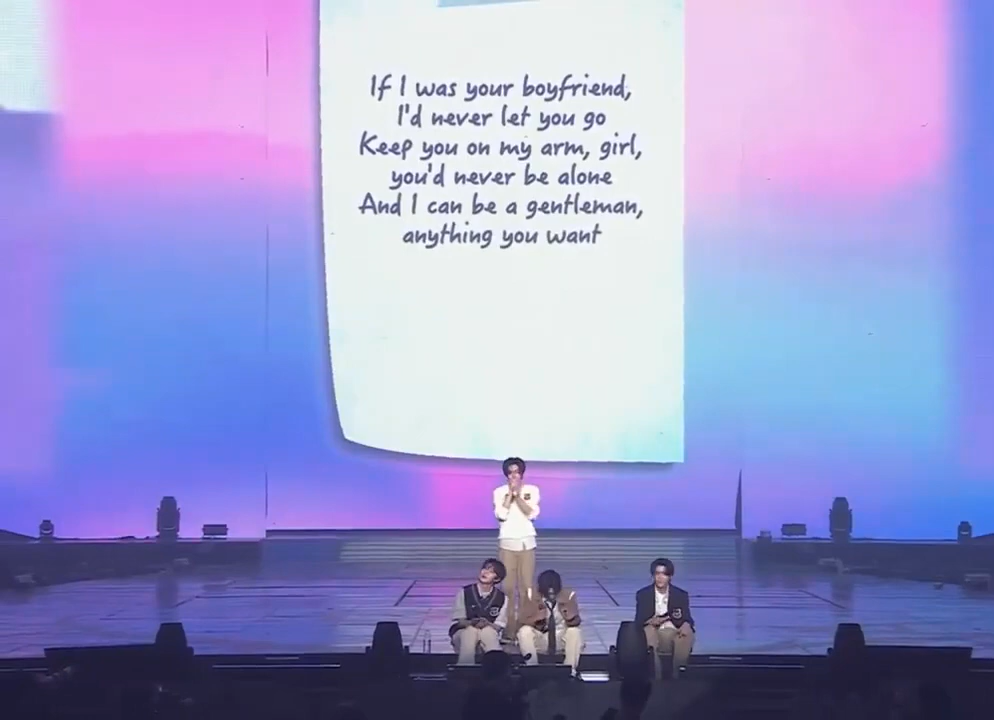 If I was your boyfriend,
I'd never let you go
Keep you on my arm, girl,
you'd never be alone
And I can be a gentleman,
anything you want